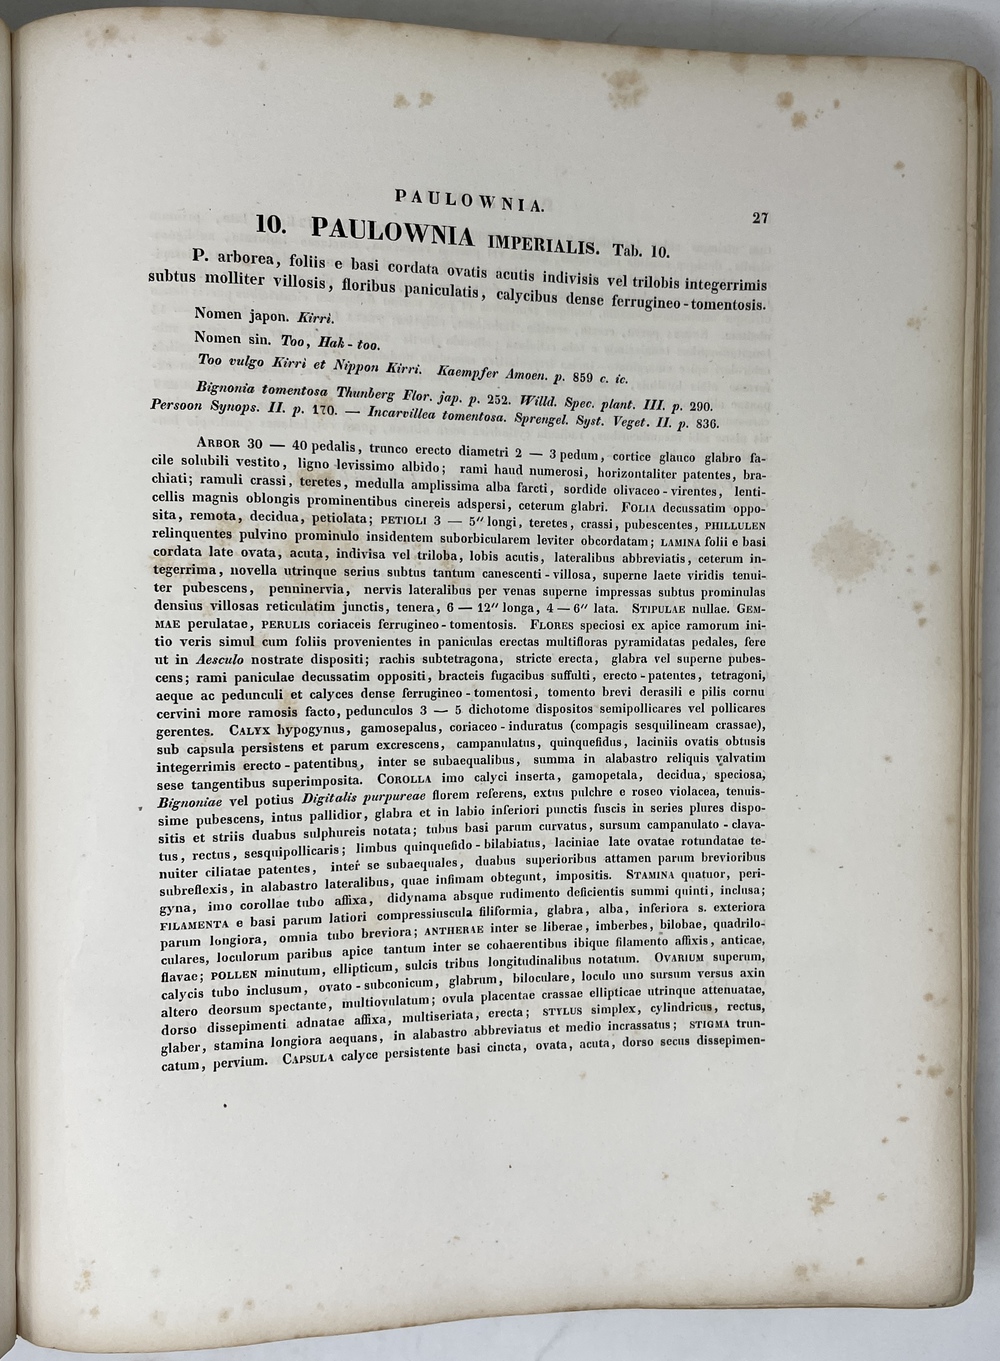 PAULOWNIA.
27
10. PAULOWNIA IMPERIALIS. Tab. 10.
P. arborea, foliis e basi cordata ovatis acutis indivisis vel trilobis integerrimis
subtus molliter villosis, floribus paniculatis, calycibus dense ferrugineo-tomentosis.
Nomen japon. Kirri.
Nomen sin. Too, Hak-too.
Too vulgo Kirri et Nippon Kirri. Kaempfer Amoen. p. 859 c. ic.
Bignonia tomentosa Thunberg Flor. jap. p. 252. Willd. Spec. plant. III. p. 290.
Persoon Synops. II. p. 170. — Incarvillea tomentosa. Sprengel. Syst. Veget. II. p. 836.
ARBOR 30 — 40 pedalis, trunco erecto diametri 2 — 3 pedum, cortice glauco glabro fa-
cile solubili vestito, ligno levissimo albido; rami haud numerosi, horizontaliter patentes, bra-
chiati; ramuli crassi, teretes, medulla amplissima alba farcti, sordide olivaceo-virentes, lenti-
cellis magnis oblongis prominentibus cinereis adspersi, ceterum glabri. FOLIA decussatim oppo-
sita, remota, decidua, petiolata; PETIOLI 3 — 5" longi, teretes, crassi, pubescentes, PHILLULEN
relinquentes pulvino prominulo insidentem suborbicularem leviter obcordatam; LAMINA folii e basi
cordata late ovata, acuta, indivisa vel triloba, lobis acutis, lateralibus abbreviatis, ceterum in-
tegerrima, novella utrinque serius subtus tantum canescenti-villosa, superne laete viridis tenui-
ter pubescens, penninervia, nervis lateralibus per venas superne impressas subtus prominulas
densius villosas reticulatim junctis, tenera, 6 — 12" longa, 4 — 6" lata. STIPULAE nullae. GEM-
MAE perulatae, PERULIS coriaceis ferrugineo-tomentosis. FLORES speciosi ex apice ramorum ini-
tio veris simul cum foliis provenientes in paniculas erectas multifloras pyramidatas pedales, fere
ut in Aesculo nostrate dispositi; rachis subtetragona, stricte erecta, glabra vel superne pubes-
cens; rami paniculae decussatim oppositi, bracteis fugacibus suffulti, erecto-patentes, tetragoni,
aeque ac pedunculi et calyces dense ferrugineo-tomentosi, tomento brevi derasili e pilis cornu
cervini more ramosis facto, pedunculos 3 — 5 dichotome dispositos semipollicares vel pollicares
gerentes. CALYX hypogynus, gamosepalus, coriaceo-induratus (compagis sesquilineam crassae),
sub capsula persistens et parum excrescens, campanulatus, quinquefidus, laciniis ovatis obtusis
integerrimis erecto-patentibus, inter se subaequalibus, summa in alabastro reliquis valvatim
sese tangentibus superimposita. COROLLA imo calyci inserta, gamopetala, decidua, speciosa,
Bignoniae vel potius Digitalis purpureae florem referens, extus pulchre e roseo violacea, tenuis-
sime pubescens, intus pallidior, glabra et in labio inferiori punctis fuscis in series plures dispo-
sitis et striis duabus sulphureis notata; tubus basi parum curvatus, sursum campanulato-clava-
tus, rectus, sesquipollicaris; limbus quinquefido-bilabiatus, laciniae late ovatae rotundatae te-
nuiter ciliatae patentes, inter se subaequales, duabus superioribus attamen parum brevioribus
subreflexis, in alabastro lateralibus, quae infimam obtegunt, impositis. STAMINA quatuor, peri-
gyna, imo corollae tubo affixa, didynama absque rudimento deficientis summi quinti, inclusa;
FILAMENTA e basi parum latiori compressiuscula filiformia, glabra, alba, inferiora s. exteriora
parum longiora, omnia tubo breviora; ANTHERAE inter se liberae, imberbes, bilobae, quadrilo-
culares, loculorum paribus apice tantum inter se cohaerentibus ibique filamento affixis, anticae,
flavae; POLLEN minutum, ellipticum, sulcis tribus longitudinalibus notatum. OVARIUM superum,
calycis tubo inclusum, ovato-subconicum, glabrum, biloculare, loculo uno sursum versus axin
altero deorsum spectante, multiovulatum; ovula placentae crassae ellipticae utrinque attenuatae,
dorso dissepimenti adnatae affixa, multiseriata, erecta; STYLUS simplex, cylindricus, rectus,
glaber, stamina longiora aequans, in alabastro abbreviatus et medio incrassatus; STIGMA trun-
catum, pervium. CAPSULA calyce persistente basi cincta, ovata, acuta, dorso secus dissepimen-